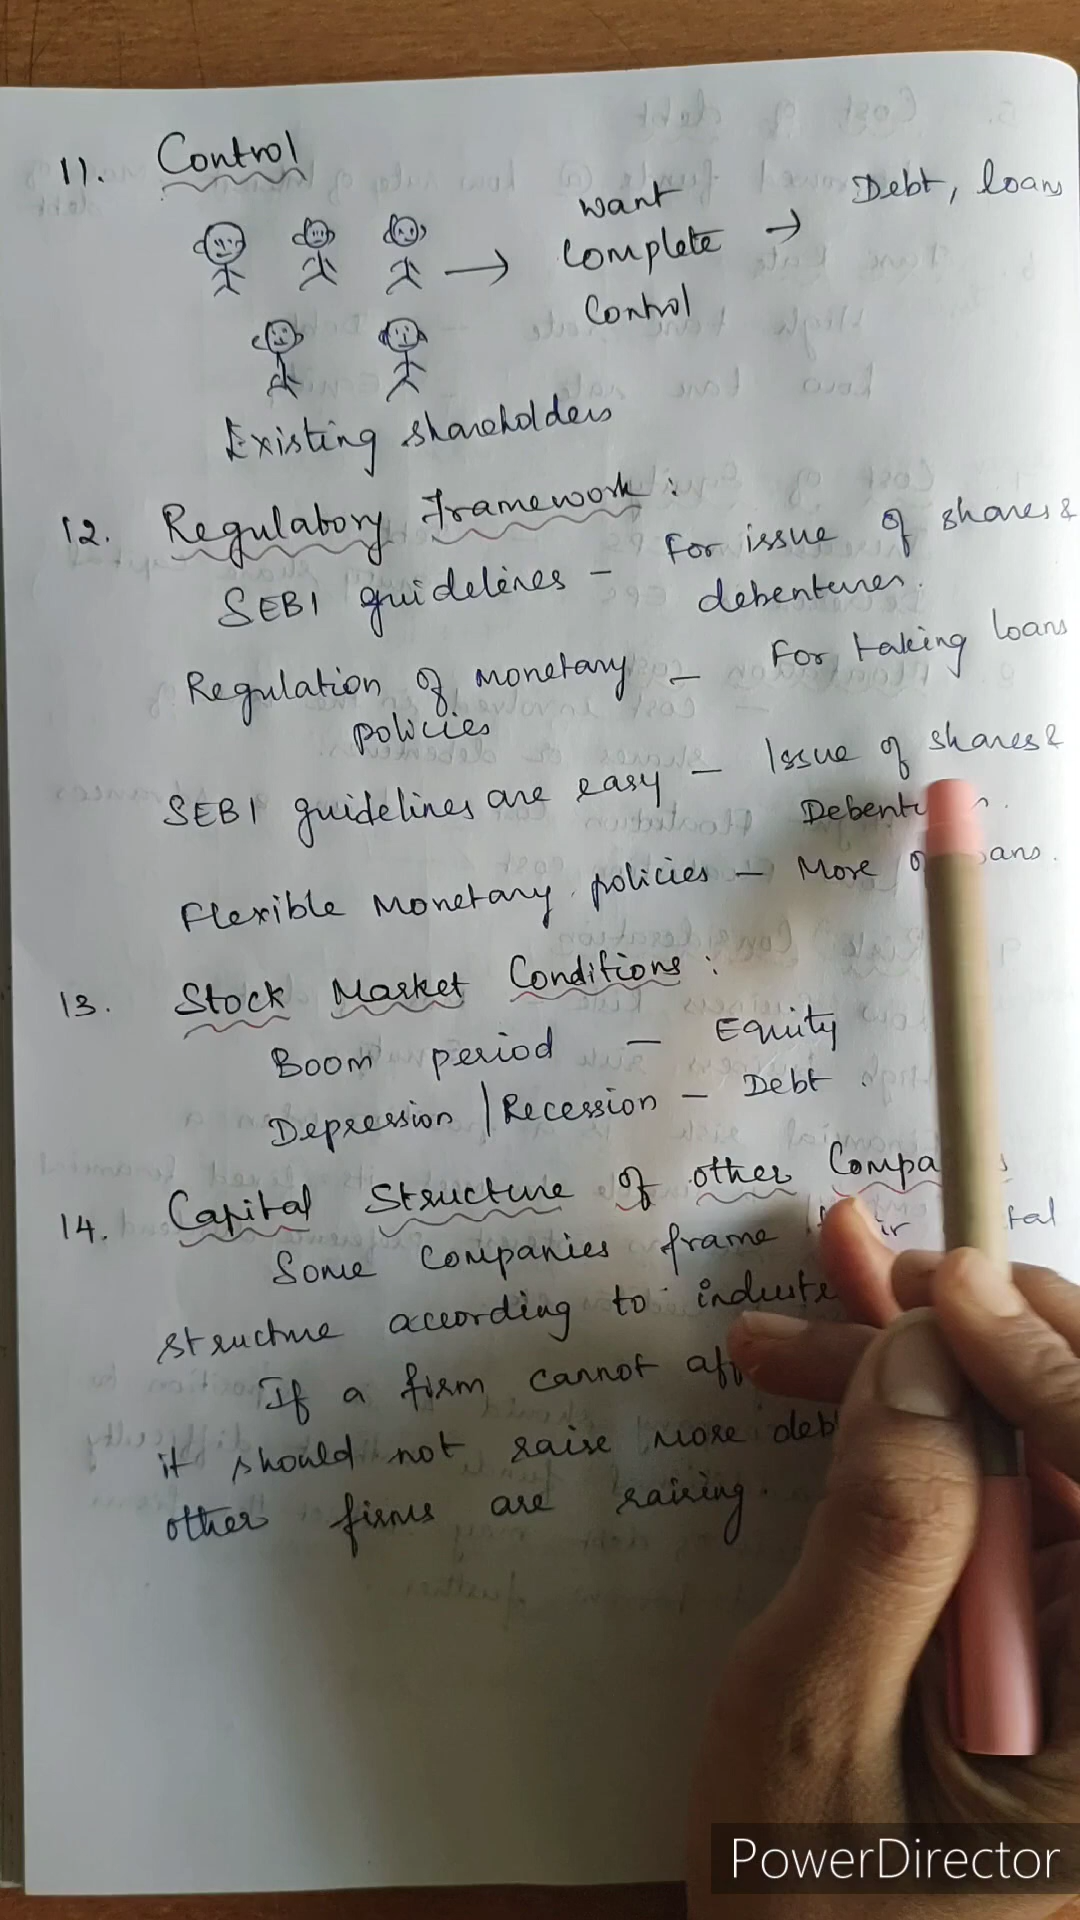 11. Control
want complete control → Debt, loans
Existing shareholders
12. Regulatory Framework:
SEBI guidelines - For issue of shares & debentures.
Regulation of monetary policies - For taking loans
SEBI guidelines are easy - Issue of shares &
Flexible Monetary policies - More
13. Stock Market Conditions:
Boom period - Equity
Depression / Recession - Debt.
14. Capital Structure of other
Some companies frame
structure according to
If a firm cannot
it should not raise more
other firms are raising.
PowerDirector